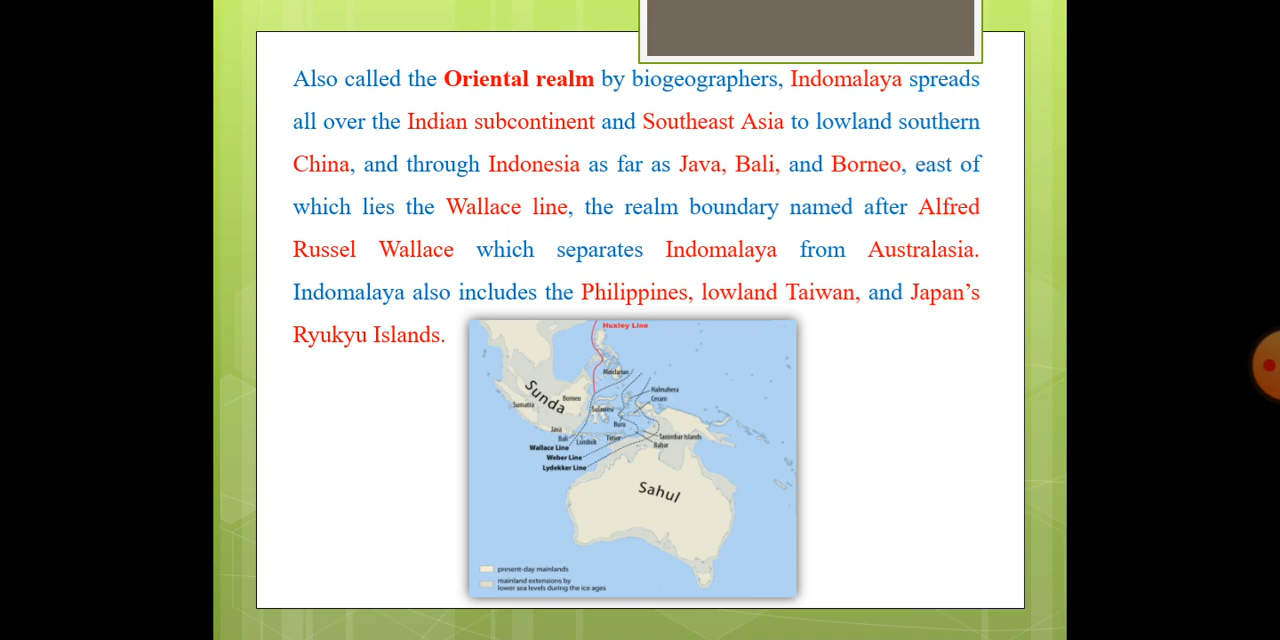 Also called the Oriental realm by biogeographers, Indomalaya spreads
all over the Indian subcontinent and Southeast Asia to lowland southern
China, and through Indonesia as far as Java, Bali, and Borneo, east of
which lies the Wallace line, the realm boundary named after Alfred
Russel Wallace which separates Indomalaya from Australasia.
Indomalaya also includes the Philippines, lowland Taiwan, and Japan’s
Ryukyu Islands.
Huxley Line
Mindanao
Halmahera
Sunda
Borneo
Ceram
Sumatra
Sulawesi
Buru
Java
Bali
Lombok
Timor
Tanimbar Islands
Babar
Wallace Line
Weber Line
Lydekker Line
Sahul
present-day mainlands
mainland extensions by
lower sea levels during the ice ages